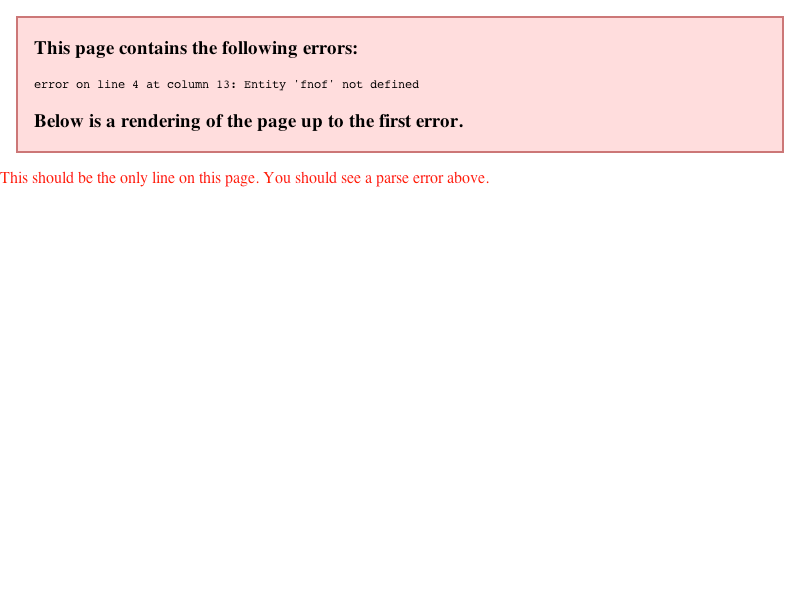 This page contains the following errors:
error on line 4 at column 13: Entity 'fnof' not defined
Below is a rendering of the page up to the first error.
This should be the only line on this page. You should see a parse error above.